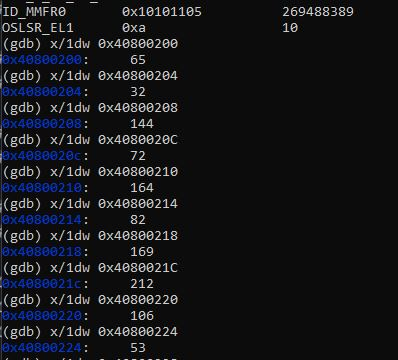 ID_MMFR0 0x10101105 269488389
OSLSR_EL1 0xa 10
(gdb) x/1dw 0x40800200
0x40800200: 65
(gdb) x/1dw 0x40800204
0x40800204: 32
(gdb) x/1dw 0x40800208
0x40800208: 144
(gdb) x/1dw 0x4080020C
0x4080020c: 72
(gdb) x/1dw 0x40800210
0x40800210: 164
(gdb) x/1dw 0x40800214
0x40800214: 82
(gdb) x/1dw 0x40800218
0x40800218: 169
(gdb) x/1dw 0x4080021C
0x4080021c: 212
(gdb) x/1dw 0x40800220
0x40800220: 106
(gdb) x/1dw 0x40800224
0x40800224: 53